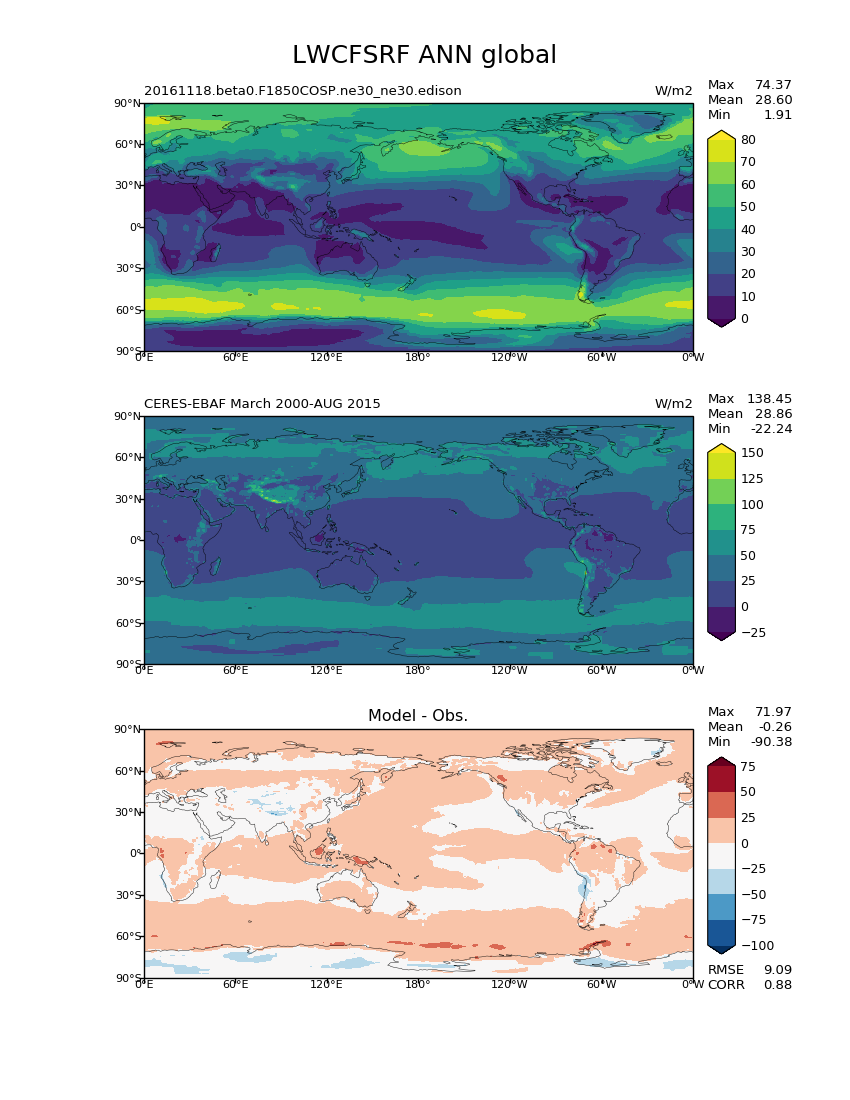 LWCFSRF ANN global
20161118.beta0.F1850COSP.ne30_ne30.edison W/m2
Max 74.37
Mean 28.60
Min 1.91
90°N
60°N
30°N
0°
30°S
60°S
90°S
0°E 60°E 120°E 180° 120°W 60°W 0°W
80
70
60
50
40
30
20
10
0
CERES-EBAF March 2000-AUG 2015 W/m2
Max 138.45
Mean 28.86
Min -22.24
90°N
60°N
30°N
0°
30°S
60°S
90°S
0°E 60°E 120°E 180° 120°W 60°W 0°W
150
125
100
75
50
25
0
−25
Model - Obs.
Max 71.97
Mean -0.26
Min -90.38
90°N
60°N
30°N
0°
30°S
60°S
90°S
0°E 60°E 120°E 180° 120°W 60°W 0°W
75
50
25
0
−25
−50
−75
−100
RMSE 9.09
CORR 0.88